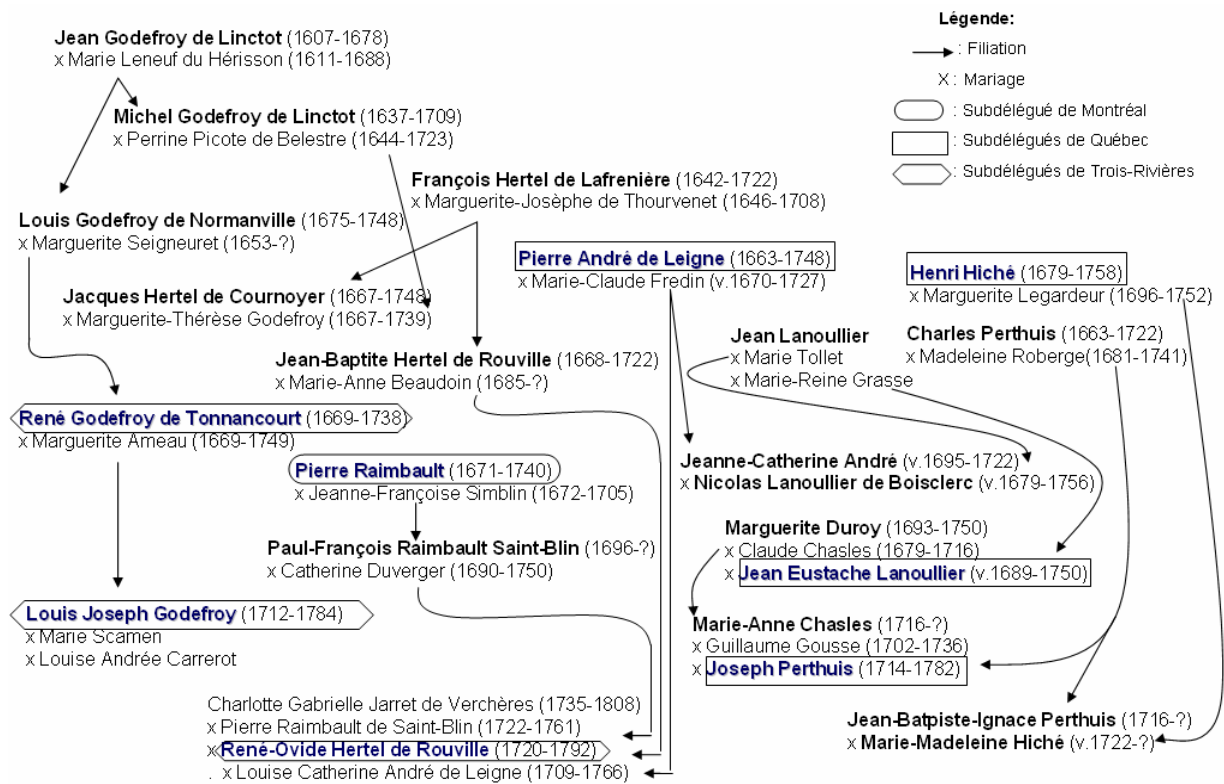 Jean Godefroy de Linctot (1607-1678)
x Marie Leneuf du Hérisson (1611-1688)
Légende:
: Filiation
X : Mariage
: Subdélégué de Montréal
: Subdélégués de Québec
: Subdélégués de Trois-Rivières
Michel Godefroy de Linctot (1637-1709)
x Perrine Picote de Belestre (1644-1723)
François Hertel de Lafrenière (1642-1722)
x Marguerite-Josèphe de Thourvenet (1646-1708)
Louis Godefroy de Normanville (1675-1748)
x Marguerite Seigneuret (1653-?)
Pierre André de Leigne (1663-1748)
x Marie-Claude Fredin (v.1670-1727)
Henri Hiché (1679-1758)
x Marguerite Legardeur (1696-1752)
Jacques Hertel de Cournoyer (1667-1748)
x Marguerite-Thérèse Godefroy (1667-1739)
Jean Lanoullier
x Marie Tollet
x Marie-Reine Grasse
Charles Perthuis (1663-1722)
x Madeleine Roberge(1681-1741)
Jean-Baptite Hertel de Rouville (1668-1722)
x Marie-Anne Beaudoin (1685-?)
René Godefroy de Tonnancourt (1669-1738)
x Marguerite Ameau (1669-1749)
Pierre Raimbault (1671-1740)
x Jeanne-Françoise Simblin (1672-1705)
Jeanne-Catherine André (v.1695-1722)
x Nicolas Lanoullier de Boisclerc (v.1679-1756)
Marguerite Duroy (1693-1750)
x Claude Chasles (1679-1716)
x Jean Eustache Lanoullier (v.1689-1750)
Paul-François Raimbault Saint-Blin (1696-?)
x Catherine Duverger (1690-1750)
Louis Joseph Godefroy (1712-1784)
x Marie Scamen
x Louise Andrée Carrerot
Marie-Anne Chasles (1716-?)
x Guillaume Gousse (1702-1736)
x Joseph Perthuis (1714-1782)
Charlotte Gabrielle Jarret de Verchères (1735-1808)
x Pierre Raimbault de Saint-Blin (1722-1761)
x René-Ovide Hertel de Rouville (1720-1792)
. x Louise Catherine André de Leigne (1709-1766)
Jean-Batpiste-Ignace Perthuis (1716-?)
x Marie-Madeleine Hiché (v.1722-?)